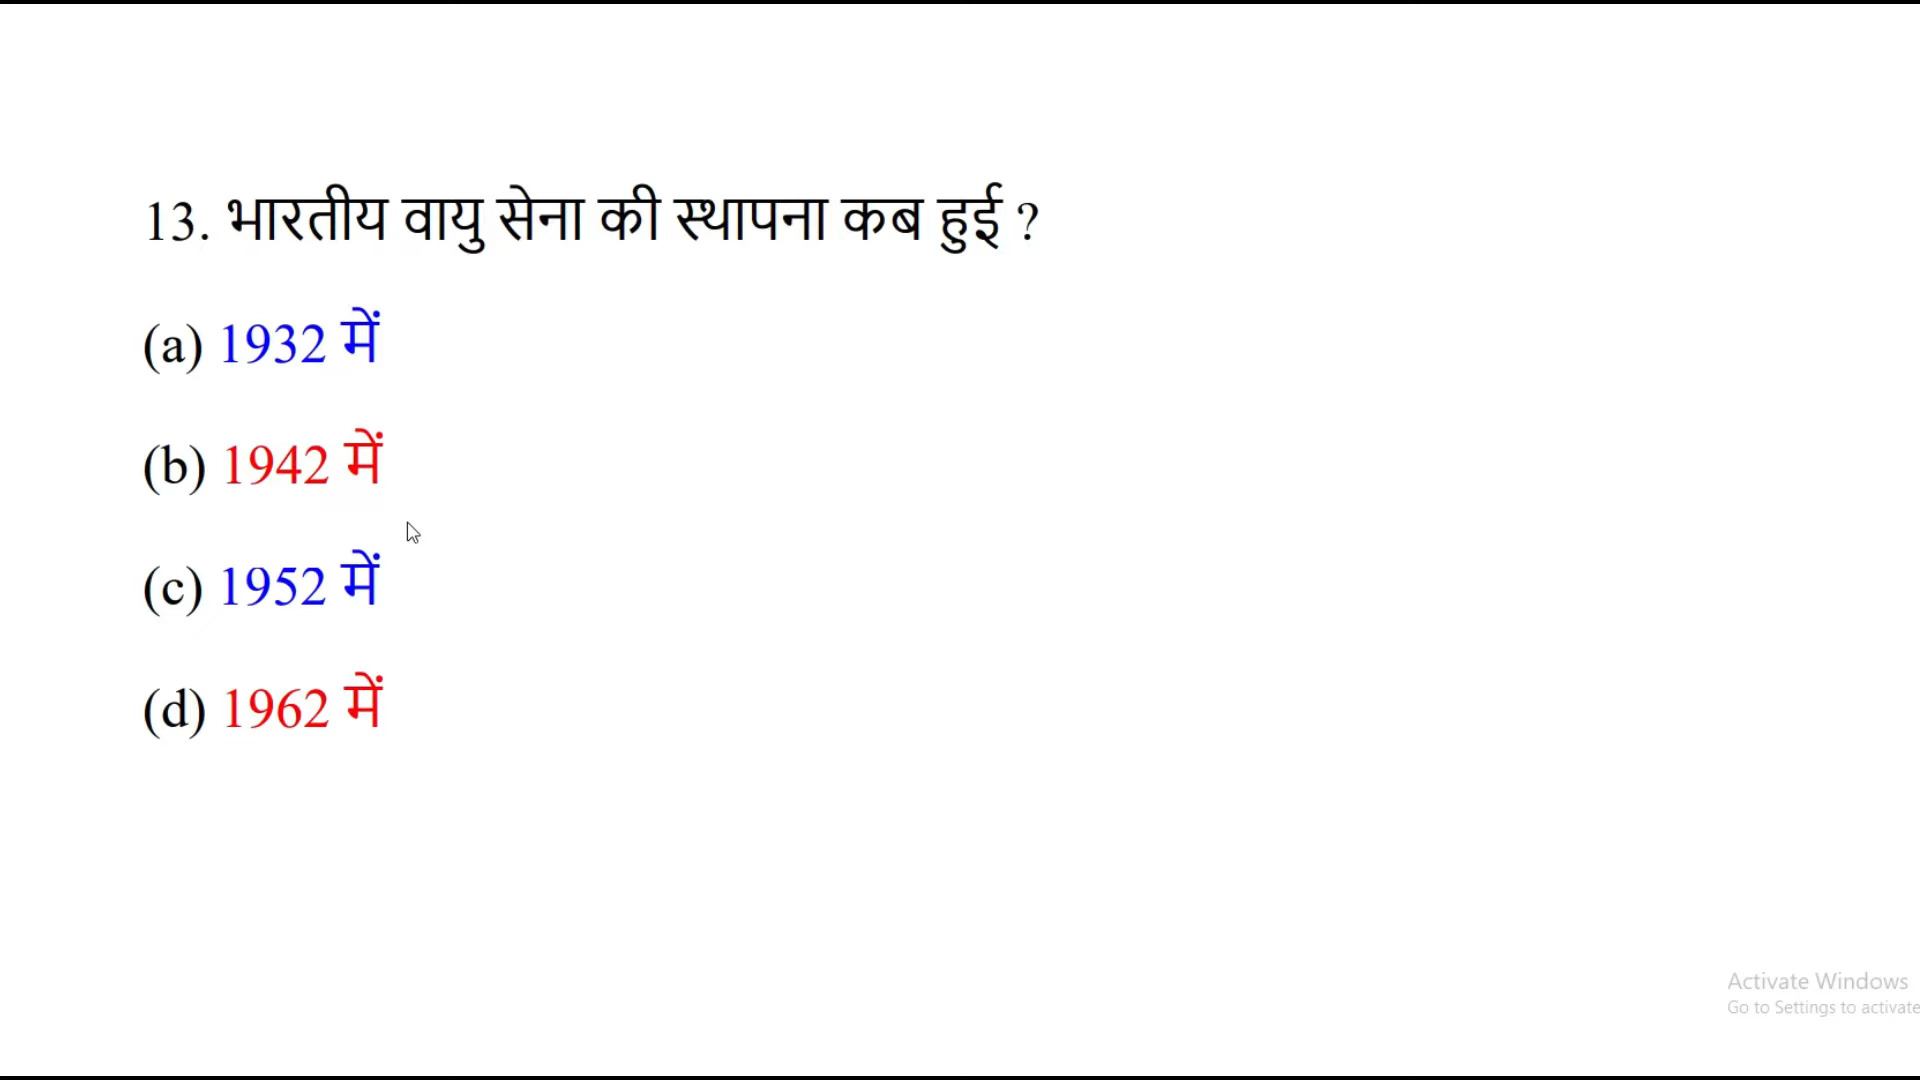 13. भारतीय वायु सेना की स्थापना कब हुई ?
(a) 1932 में
(b) 1942 में
(c) 1952 में
(d) 1962 में
Activate Windows
Go to Settings to activate